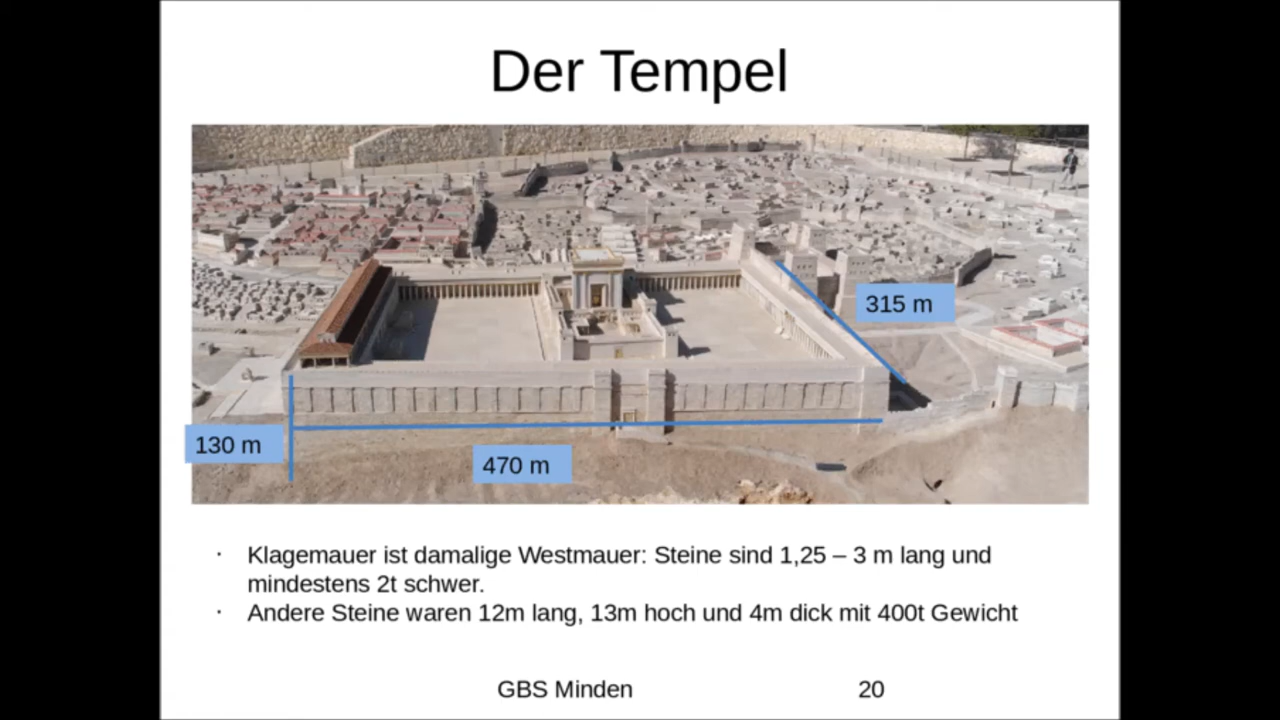 Der Tempel
315 m
130 m
470 m
· Klagemauer ist damalige Westmauer: Steine sind 1,25 – 3 m lang und
mindestens 2t schwer.
· Andere Steine waren 12m lang, 13m hoch und 4m dick mit 400t Gewicht
GBS Minden 20